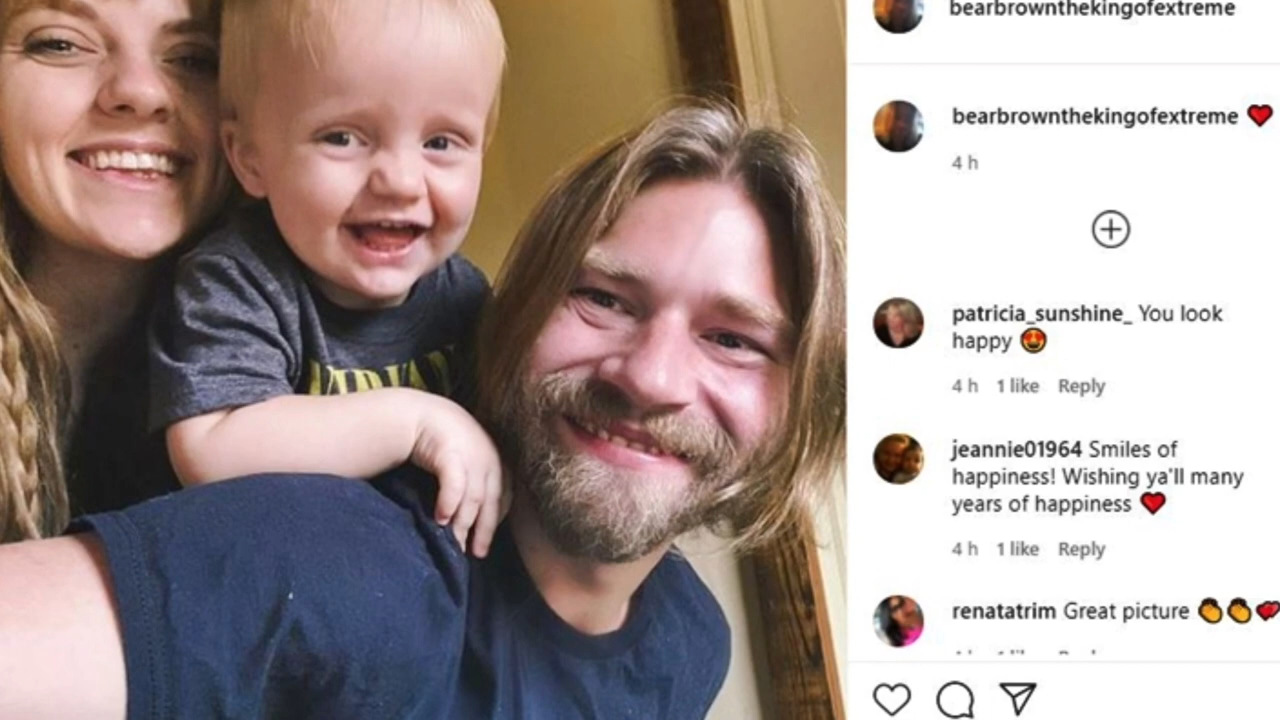 bearbrownthekingofextreme
bearbrownthekingofextreme ❤️
4 h
patricia_sunshine_ You look
happy 😍
4 h 1 like Reply
jeannie01964 Smiles of
happiness! Wishing ya'll many
years of happiness ❤️
4 h 1 like Reply
renatatrim Great picture 👏👏💕